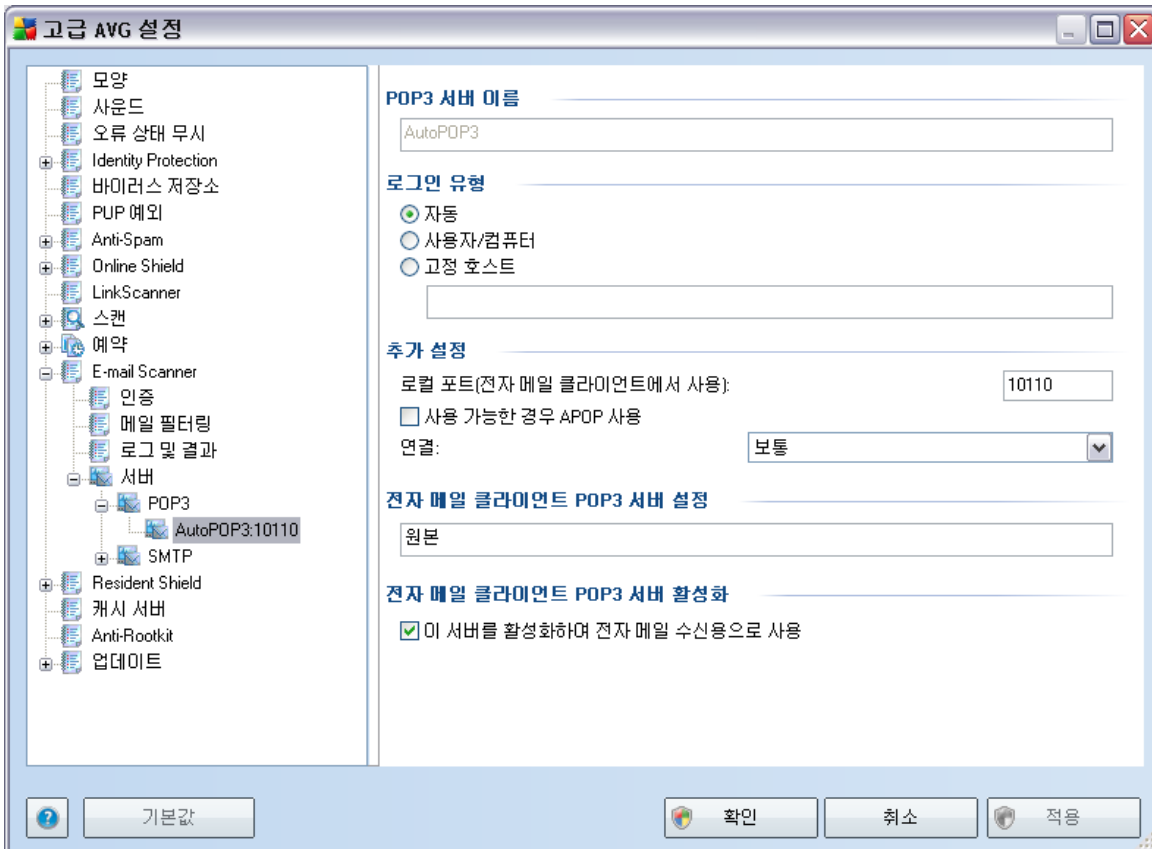 고급 AVG 설정
모양
사운드
오류 상태 무시
Identity Protection
바이러스 저장소
PUP 예외
Anti-Spam
Online Shield
LinkScanner
스캔
예약
E-mail Scanner
인증
메일 필터링
로그 및 결과
서버
POP3
AutoPOP3:10110
SMTP
Resident Shield
캐시 서버
Anti-Rootkit
업데이트
POP3 서버 이름
AutoPOP3
로그인 유형
자동
사용자/컴퓨터
고정 호스트
추가 설정
로컬 포트(전자 메일 클라이언트에서 사용): 10110
사용 가능한 경우 APOP 사용
연결: 보통
전자 메일 클라이언트 POP3 서버 설정
원본
전자 메일 클라이언트 POP3 서버 활성화
이 서버를 활성화하여 전자 메일 수신용으로 사용
기본값 확인 취소 적용